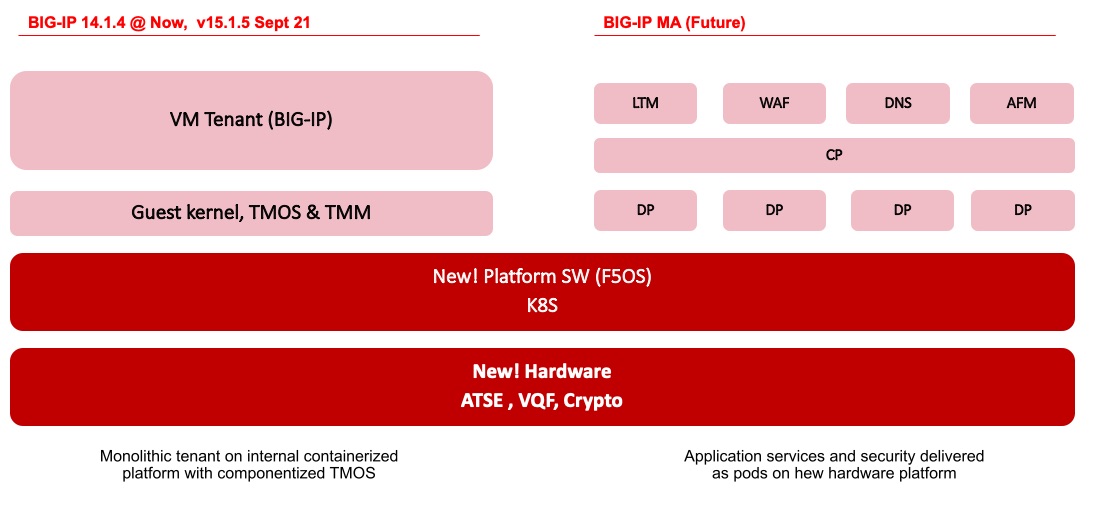 BIG-IP 14.1.4 @ Now,  v15.1.5 Sept 21
BIG-IP MA (Future)
VM Tenant (BIG-IP)
LTM
WAF
DNS
AFM
CP
Guest kernel, TMOS & TMM
DP
DP
DP
DP
New! Platform SW (F5OS)
K8S
New! Hardware
ATSE , VQF, Crypto
Monolithic tenant on internal containerized
platform with componentized TMOS
Application services and security delivered
as pods on new hardware platform